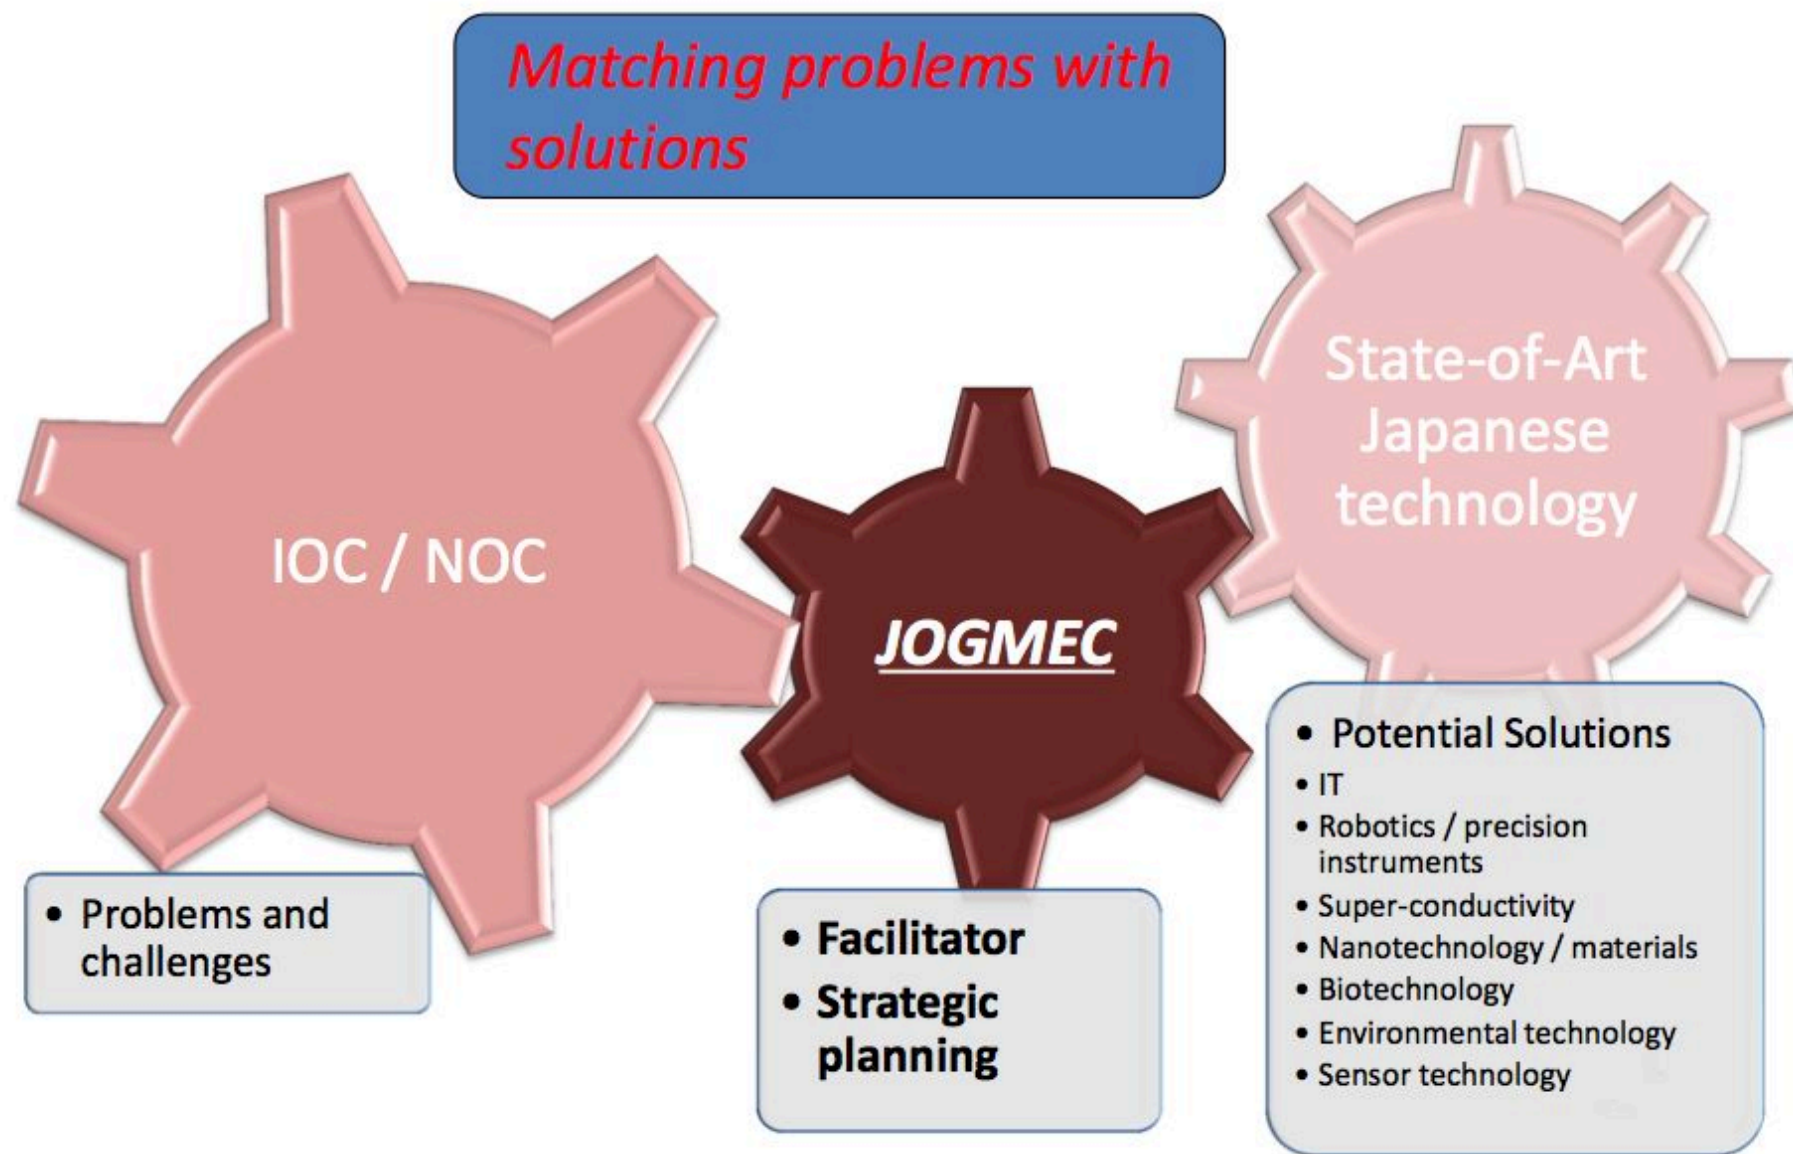 Matching problems with
solutions
IOC / NOC
• Problems and
challenges
JOGMEC
• Facilitator
• Strategic
planning
State-of-Art
Japanese
technology
• Potential Solutions
• IT
• Robotics / precision
instruments
• Super-conductivity
• Nanotechnology / materials
• Biotechnology
• Environmental technology
• Sensor technology